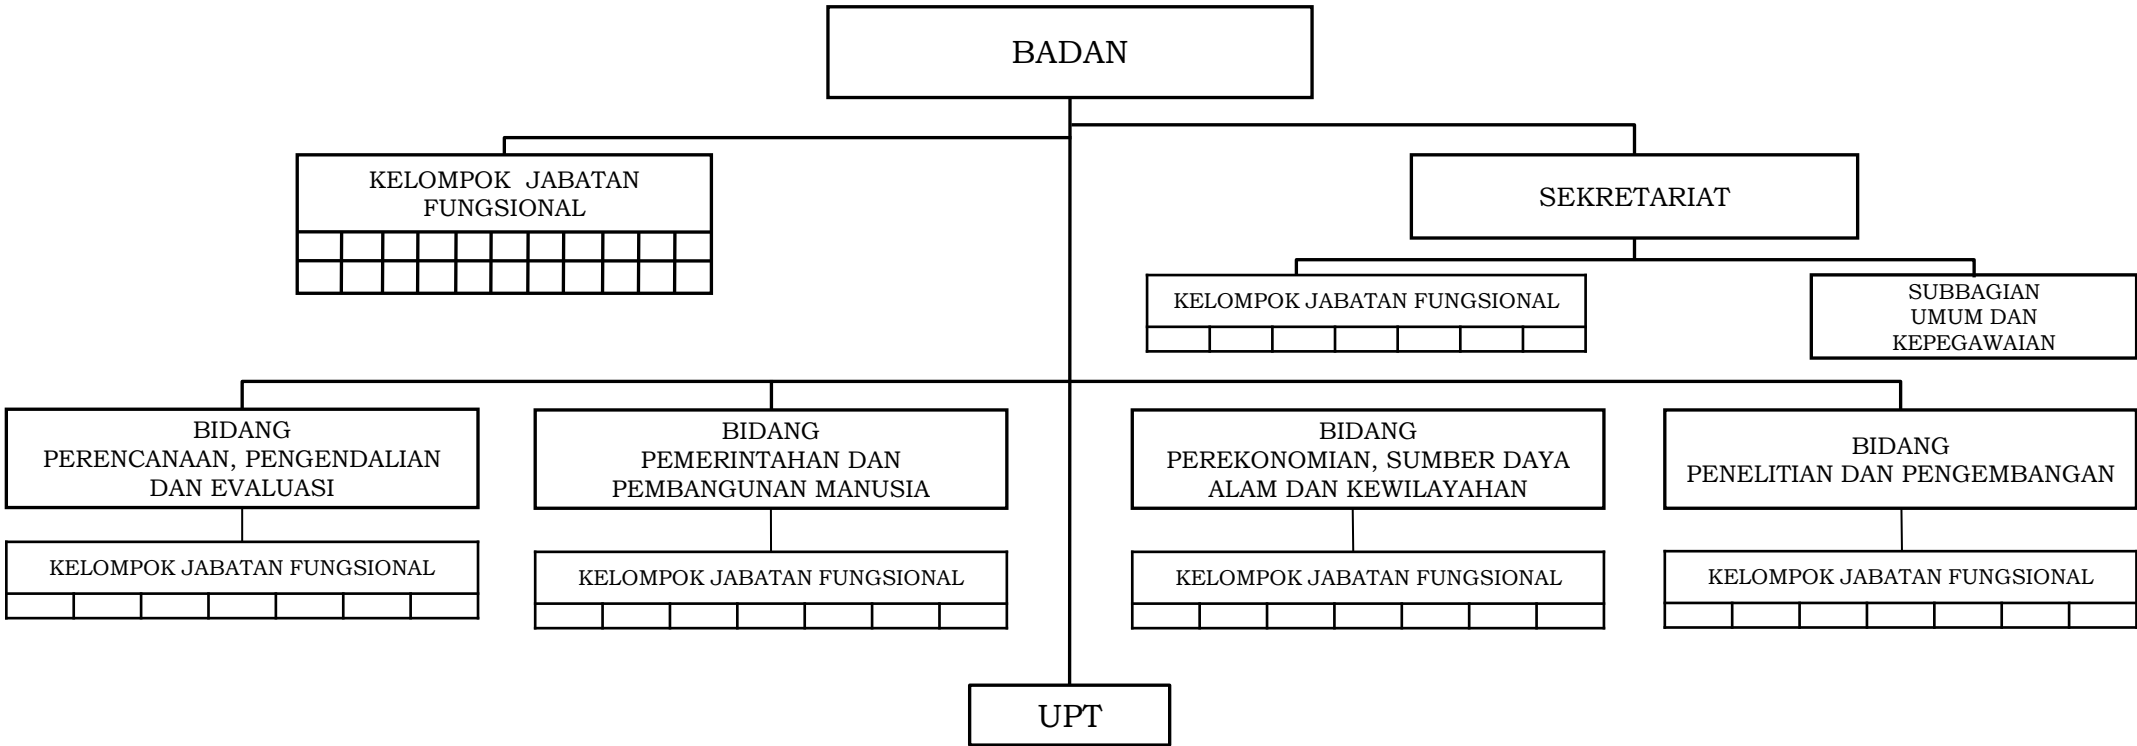 BADAN
KELOMPOK JABATAN
FUNGSIONAL
SEKRETARIAT
KELOMPOK JABATAN FUNGSIONAL
SUBBAGIAN
UMUM DAN
KEPEGAWAIAN
BIDANG
PERENCANAAN, PENGENDALIAN
DAN EVALUASI
BIDANG
PEMERINTAHAN DAN
PEMBANGUNAN MANUSIA
BIDANG
PEREKONOMIAN, SUMBER DAYA
ALAM DAN KEWILAYAHAN
BIDANG
PENELITIAN DAN PENGEMBANGAN
KELOMPOK JABATAN FUNGSIONAL
KELOMPOK JABATAN FUNGSIONAL
KELOMPOK JABATAN FUNGSIONAL
KELOMPOK JABATAN FUNGSIONAL
UPT